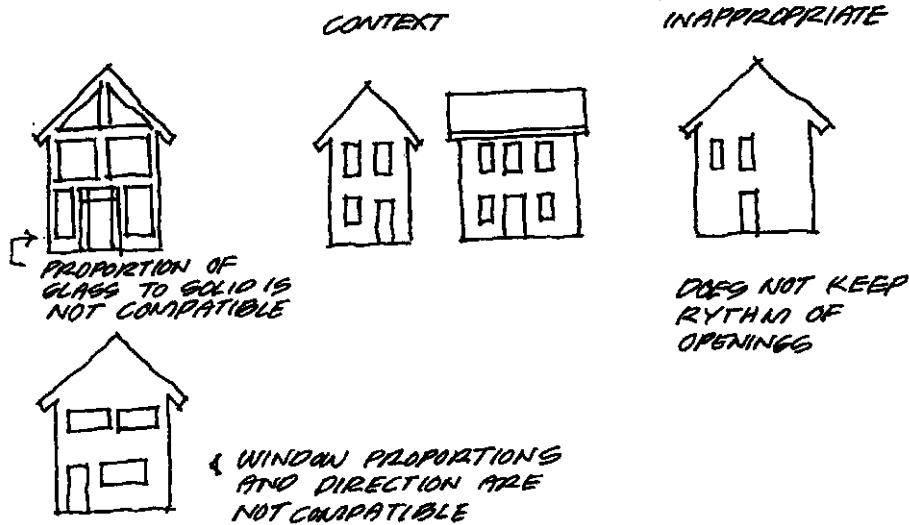 CONTEXT
INAPPROPRIATE
PROPORTION OF
GLASS TO SOLID IS
NOT COMPATIBLE
DOES NOT KEEP
RYTHM OF
OPENINGS
WINDOW PROPORTIONS
AND DIRECTION ARE
NOT COMPATIBLE